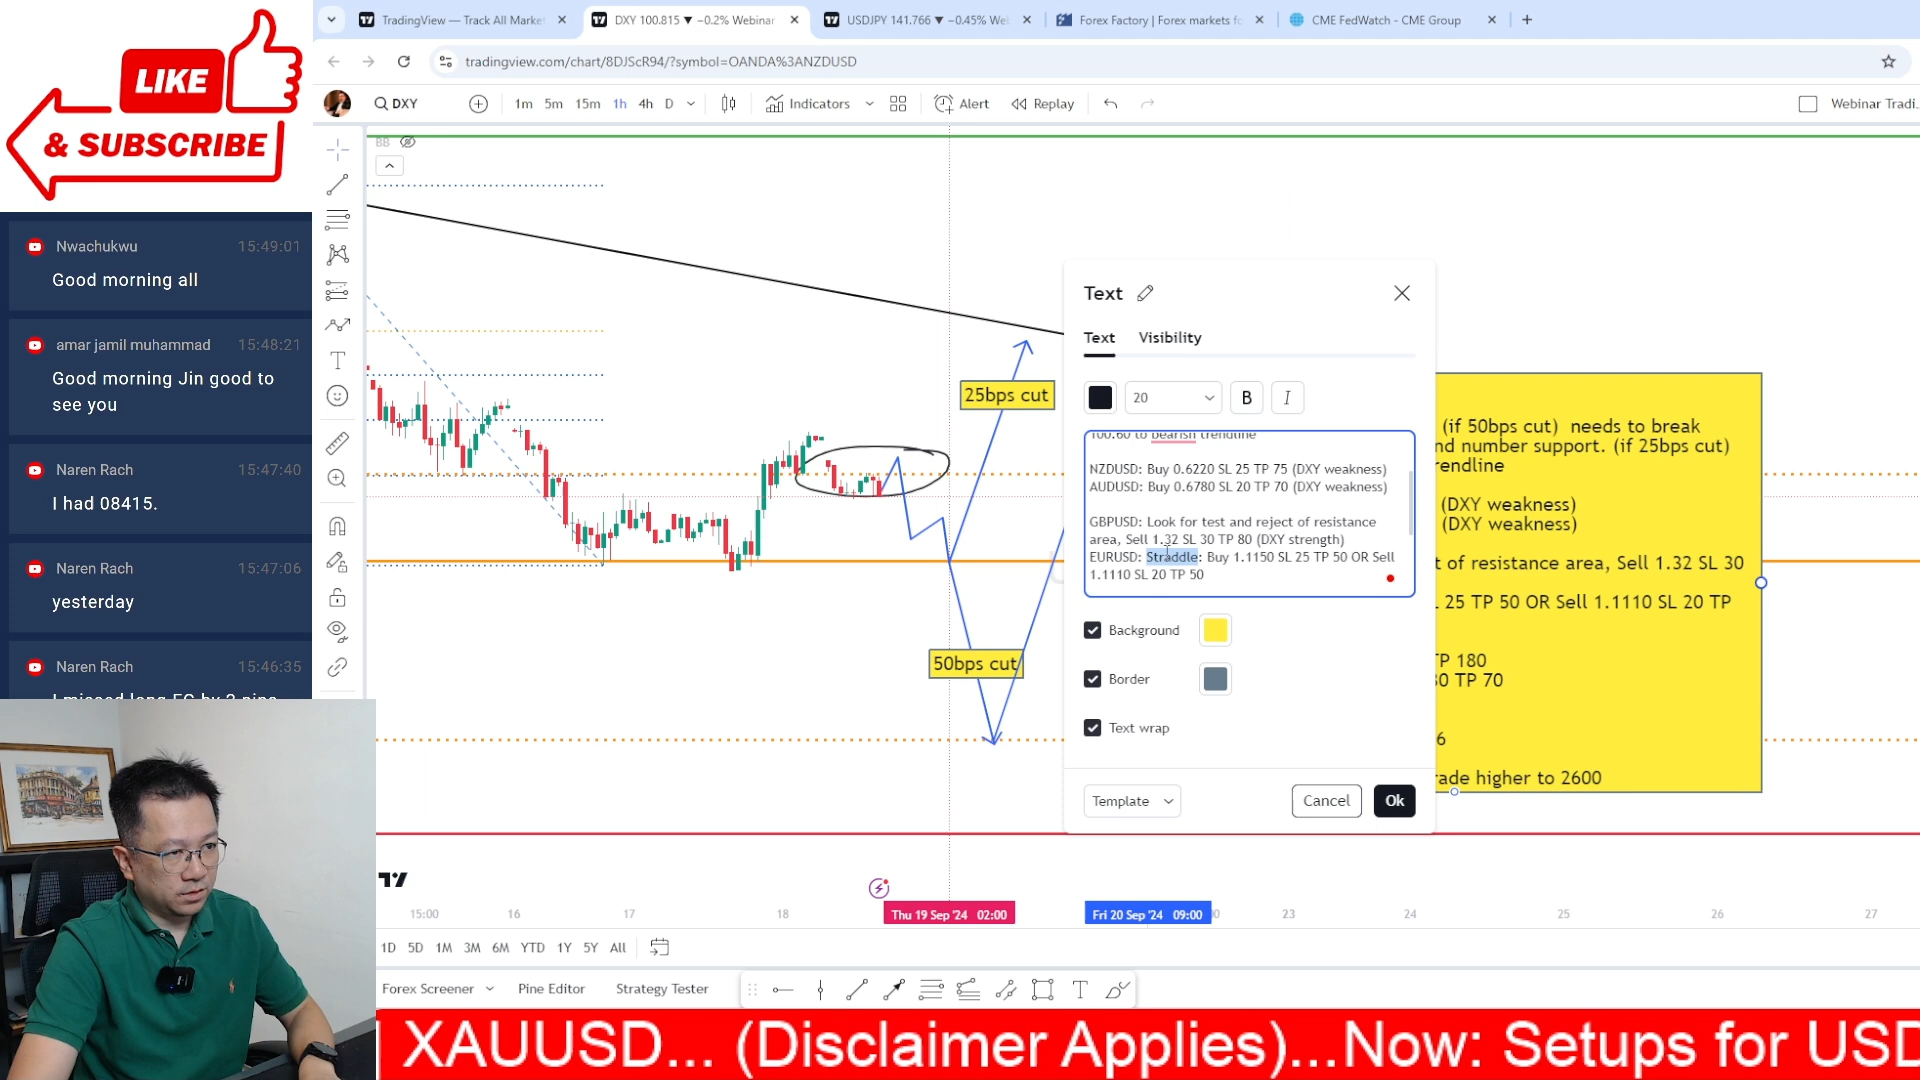 LIKE
& SUBSCRIBE
Nwachukwu 15:49:01
Good morning all
amar jamil muhammad 15:48:21
Good morning Jin good to
see you
Naren Rach 15:47:40
I had 08415.
Naren Rach 15:47:06
yesterday
Naren Rach 15:46:35
TradingView — Track All Marke
DXY 100.815 ▼ −0.2% Webinar
USDJPY 141.766 ▼ −0.45% We
Forex Factory | Forex markets fo
CME FedWatch - CME Group
tradingview.com/chart/8DJScR94/?symbol=OANDA%3ANZDUSD
DXY
1m 5m 15m 1h 4h D
Indicators
Alert
Replay
Webinar Tradi..
BB
25bps cut
50bps cut
Text
Text Visibility
20 B I
100.60 to bearish trendline
NZDUSD: Buy 0.6220 SL 25 TP 75 (DXY weakness)
AUDUSD: Buy 0.6780 SL 20 TP 70 (DXY weakness)
GBPUSD: Look for test and reject of resistance
area, Sell 1.32 SL 30 TP 80 (DXY strength)
EURUSD: Straddle: Buy 1.1150 SL 25 TP 50 OR Sell
1.1110 SL 20 TP 50
Background
Border
Text wrap
Template
Cancel
Ok
(if 50bps cut) needs to break
nd number support. (if 25bps cut)
rendline
(DXY weakness)
(DXY weakness)
t of resistance area, Sell 1.32 SL 30
25 TP 50 OR Sell 1.1110 SL 20 TP
TP 180
30 TP 70
6
rade higher to 2600
15:00 16 17 18 Thu 19 Sep '24 02:00 Fri 20 Sep '24 09:00 23 24 25 26 27
1D 5D 1M 3M 6M YTD 1Y 5Y All
Forex Screener Pine Editor Strategy Tester
XAUUSD... (Disclaimer Applies)...Now: Setups for USD